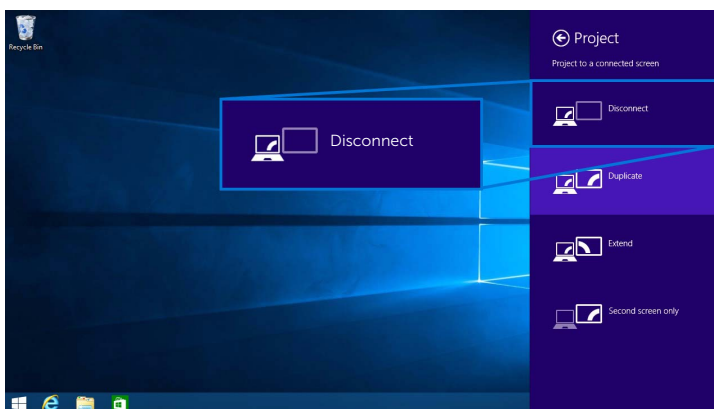 Recycle Bin
Project
Project to a connected screen
Disconnect
Disconnect
Duplicate
Extend
Second screen only